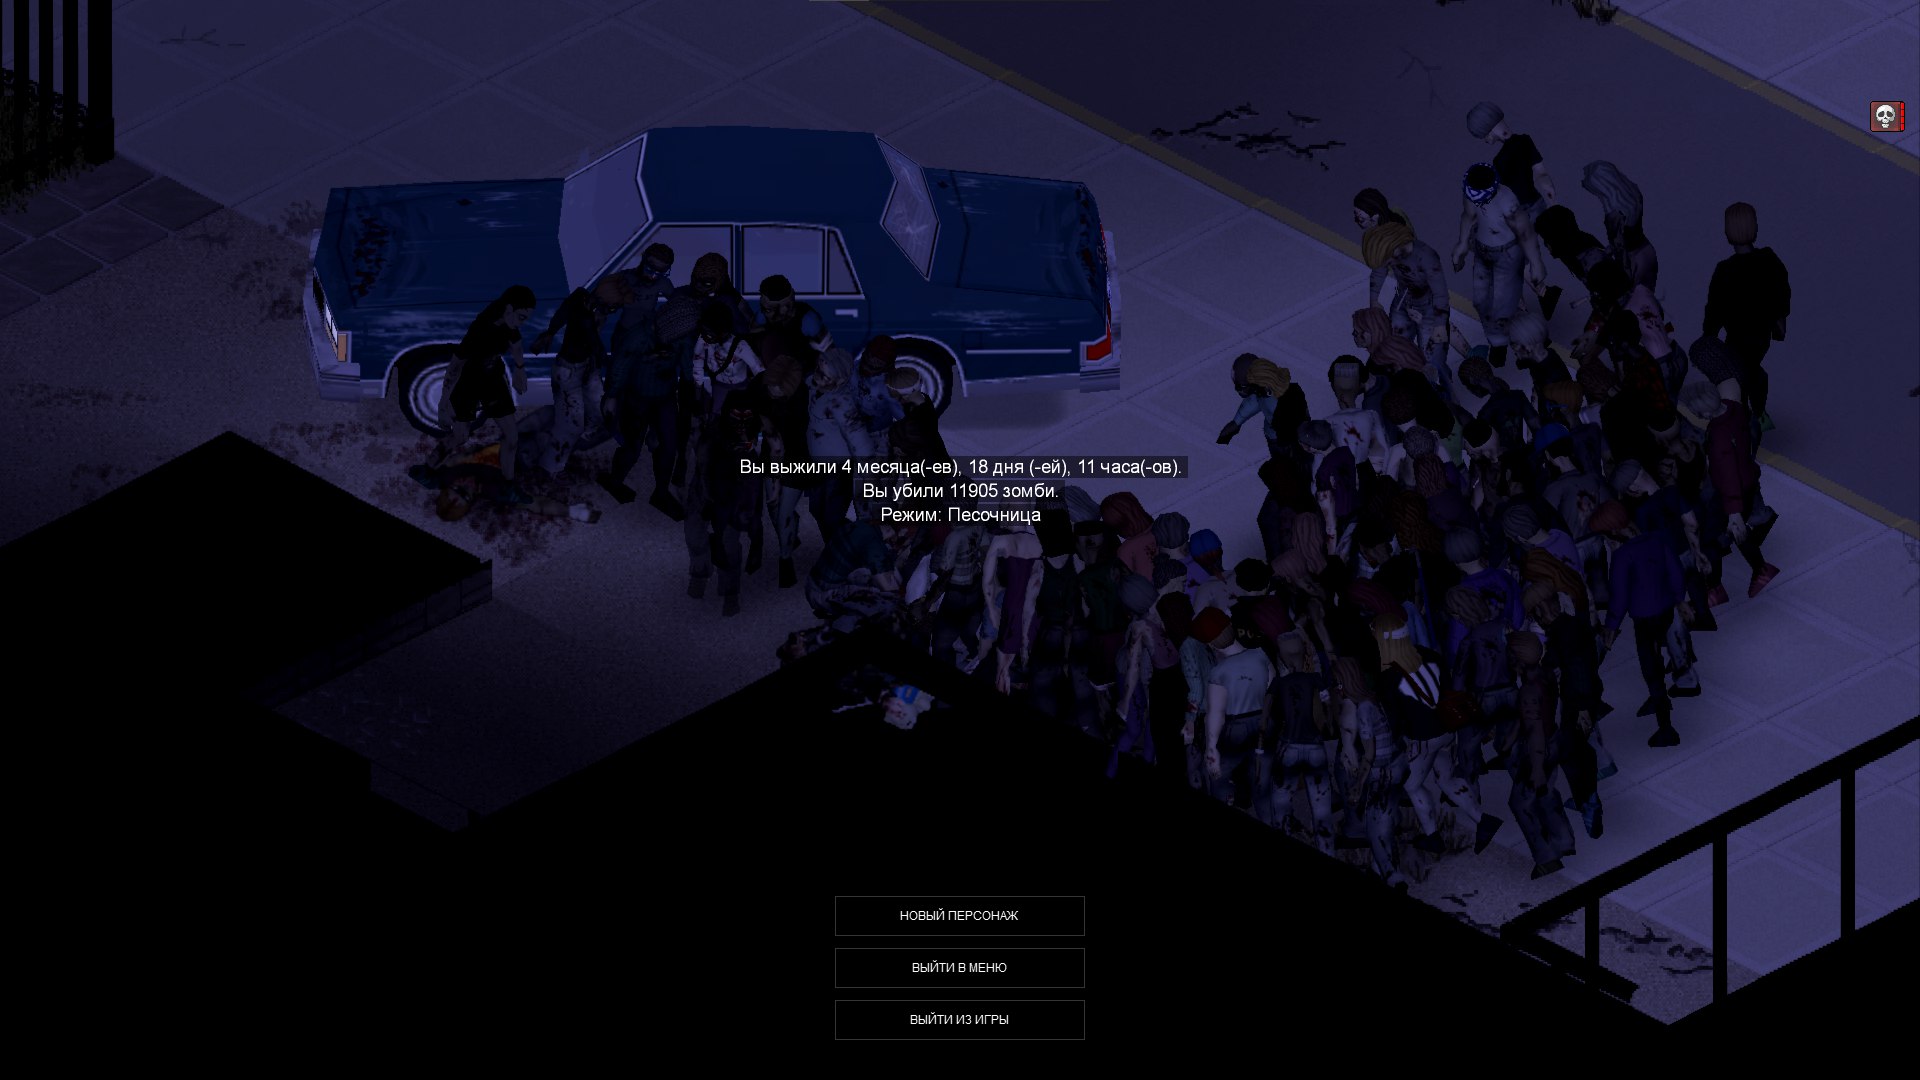 Вы выжили 4 месяца(-ев), 18 дня (-ей), 11 часа(-ов).
Вы убили 11905 зомби.
Режим: Песочница
НОВЫЙ ПЕРСОНАЖ
ВЫЙТИ В МЕНЮ
ВЫЙТИ ИЗ ИГРЫ